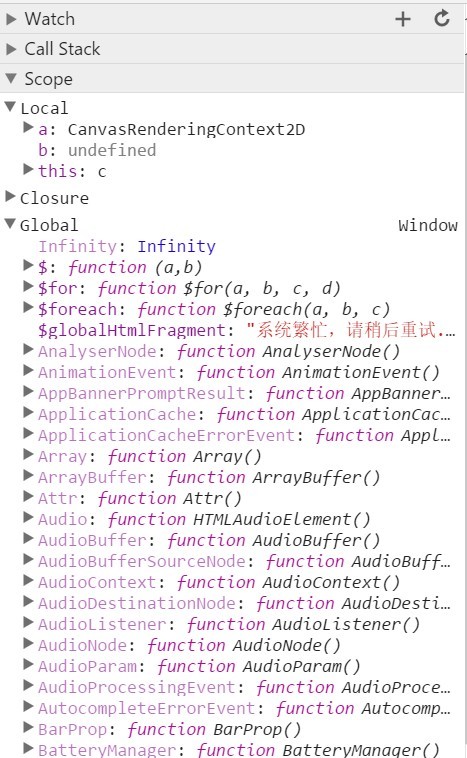 Watch
Call Stack
Scope
Local
a: CanvasRenderingContext2D
b: undefined
this: c
Closure
Global Window
Infinity: Infinity
$: function (a,b)
$for: function $for(a, b, c, d)
$foreach: function $foreach(a, b, c)
$globalHtmlFragment: "系统繁忙，请稍后重试.…
AnalyserNode: function AnalyserNode()
AnimationEvent: function AnimationEvent()
AppBannerPromptResult: function AppBanner…
ApplicationCache: function ApplicationCac…
ApplicationCacheErrorEvent: function Appl…
Array: function Array()
ArrayBuffer: function ArrayBuffer()
Attr: function Attr()
Audio: function HTMLAudioElement()
AudioBuffer: function AudioBuffer()
AudioBufferSourceNode: function AudioBuff…
AudioContext: function AudioContext()
AudioDestinationNode: function AudioDesti…
AudioListener: function AudioListener()
AudioNode: function AudioNode()
AudioParam: function AudioParam()
AudioProcessingEvent: function AudioProce…
AutocompleteErrorEvent: function Autocomp…
BarProp: function BarProp()
BatteryManager: function BatteryManager()